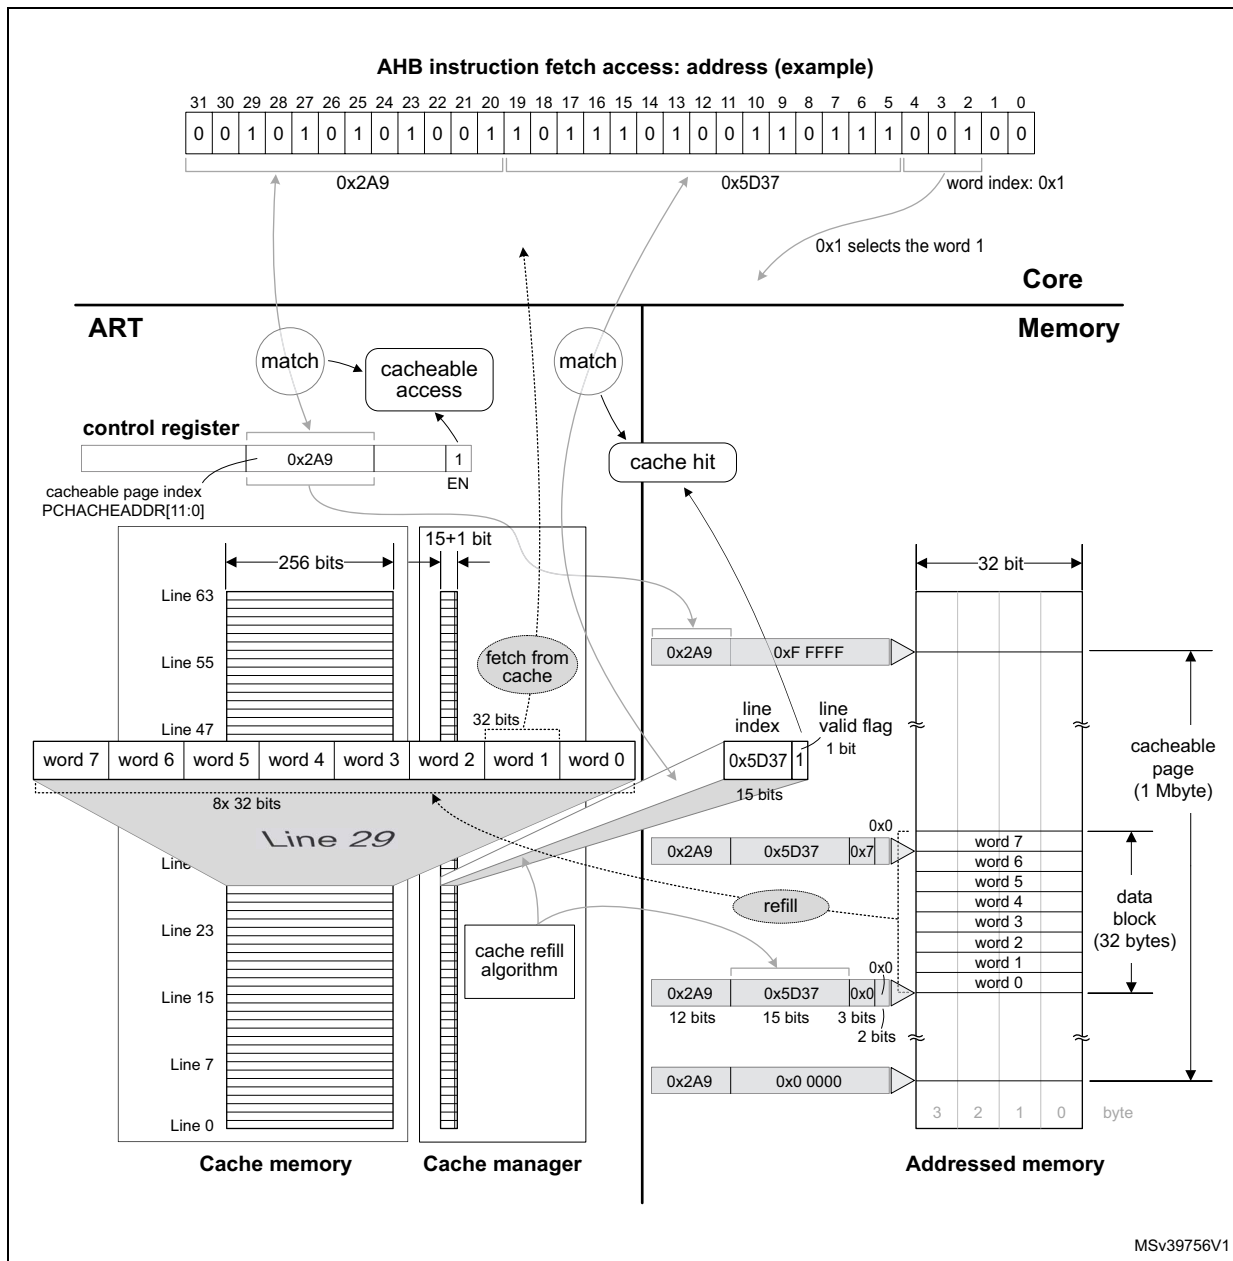 AHB instruction fetch access: address (example)
31 30 29 28 27 26 25 24 23 22 21 20 19 18 17 16 15 14 13 12 11 10 9 8 7 6 5 4 3 2 1 0
0 0 1 0 1 0 1 0 1 0 0 1 1 0 1 1 1 0 1 0 0 1 1 0 1 1 1 0 0 1 0 0
0x2A9
0x5D37
word index: 0x1
0x1 selects the word 1
Core
ART
Memory
match
cacheable
access
match
control register
0x2A9
1
EN
cacheable page index
PCHACHEADDR[11:0]
cache hit
15+1 bit
256 bits
32 bit
Line 63
Line 55
Line 47
fetch from
cache
32 bits
0x2A9
0xF FFFF
line
index
line
valid flag
1 bit
word 7
word 6
word 5
word 4
word 3
word 2
word 1
word 0
0x5D37
1
15 bits
8x 32 bits
Line 29
cacheable
page
(1 Mbyte)
0x0
0x2A9
0x5D37
0x7
word 7
word 6
word 5
word 4
word 3
word 2
word 1
word 0
data
block
(32 bytes)
refill
Line 23
cache refill
algorithm
0x0
Line 15
0x2A9
0x5D37
0x0
12 bits
15 bits
3 bits
2 bits
Line 7
0x2A9
0x0 0000
Line 0
3 2 1 0 byte
Cache memory
Cache manager
Addressed memory
MSv39756V1